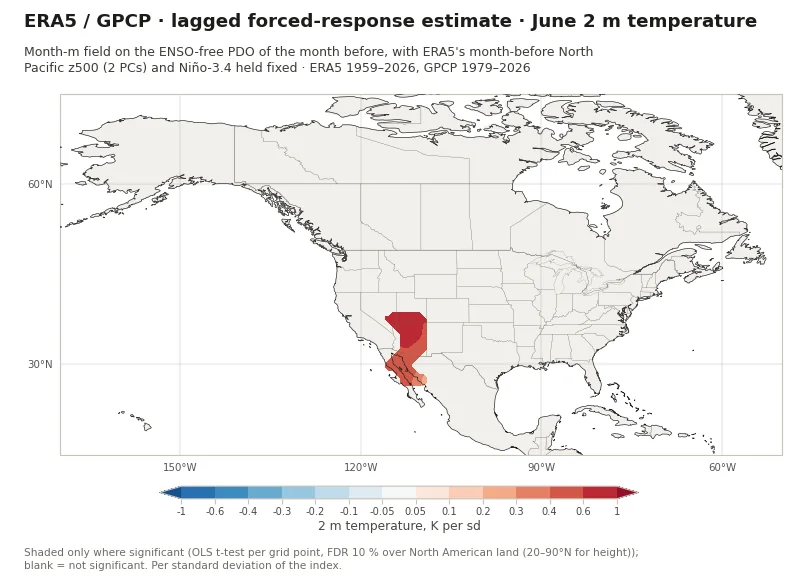 ERA5 / GPCP · lagged forced-response estimate · June 2 m temperature
Month-m field on the ENSO-free PDO of the month before, with ERA5's month-before North
Pacific z500 (2 PCs) and Niño-3.4 held fixed · ERA5 1959–2026, GPCP 1979–2026
60°N
30°N
150°W 120°W 90°W 60°W
-1 -0.6 -0.4 -0.3 -0.2 -0.1 -0.05 0.05 0.1 0.2 0.3 0.4 0.6 1
2 m temperature, K per sd
Shaded only where significant (OLS t-test per grid point, FDR 10 % over North American land (20–90°N for height));
blank = not significant. Per standard deviation of the index.